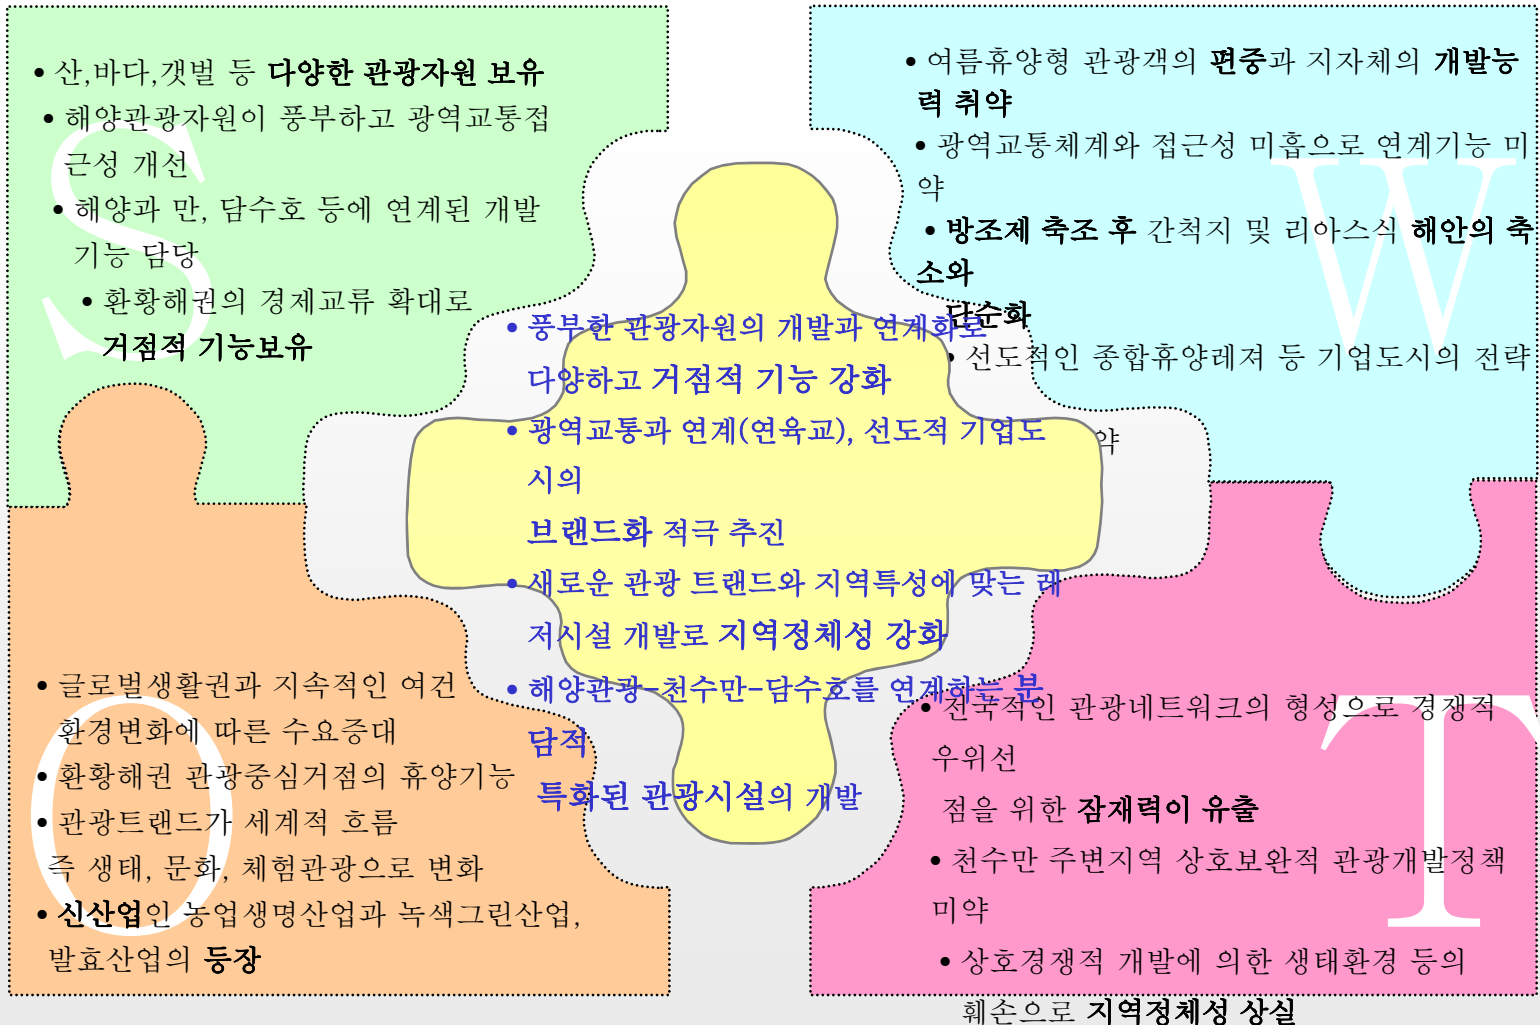 S
• 산,바다,갯벌 등 다양한 관광자원 보유
• 해양관광자원이 풍부하고 광역교통접
근성 개선
• 해양과 만, 담수호 등에 연계된 개발
기능 담당
• 환황해권의 경제교류 확대로
거점적 기능보유
W
• 여름휴양형 관광객의 편중과 지자체의 개발능
력 취약
• 광역교통체계와 접근성 미흡으로 연계기능 미
약
• 방조제 축조 후 간척지 및 리아스식 해안의 축
소와
단순화
• 선도적인 종합휴양레져 등 기업도시의 전략
약
• 풍부한 관광자원의 개발과 연계화로
다양하고 거점적 기능 강화
• 광역교통과 연계(연육교), 선도적 기업도
시의
브랜드화 적극 추진
• 새로운 관광 트랜드와 지역특성에 맞는 레
저시설 개발로 지역정체성 강화
• 해양관광-천수만-담수호를 연계하는 분
담적
특화된 관광시설의 개발
O
• 글로벌생활권과 지속적인 여건
환경변화에 따른 수요증대
• 환황해권 관광중심거점의 휴양기능
• 관광트랜드가 세계적 흐름
즉 생태, 문화, 체험관광으로 변화
• 신산업인 농업생명산업과 녹색그린산업,
발효산업의 등장
T
• 전국적인 관광네트워크의 형성으로 경쟁적
우위선
점을 위한 잠재력이 유출
• 천수만 주변지역 상호보완적 관광개발정책
미약
• 상호경쟁적 개발에 의한 생태환경 등의
훼손으로 지역정체성 상실